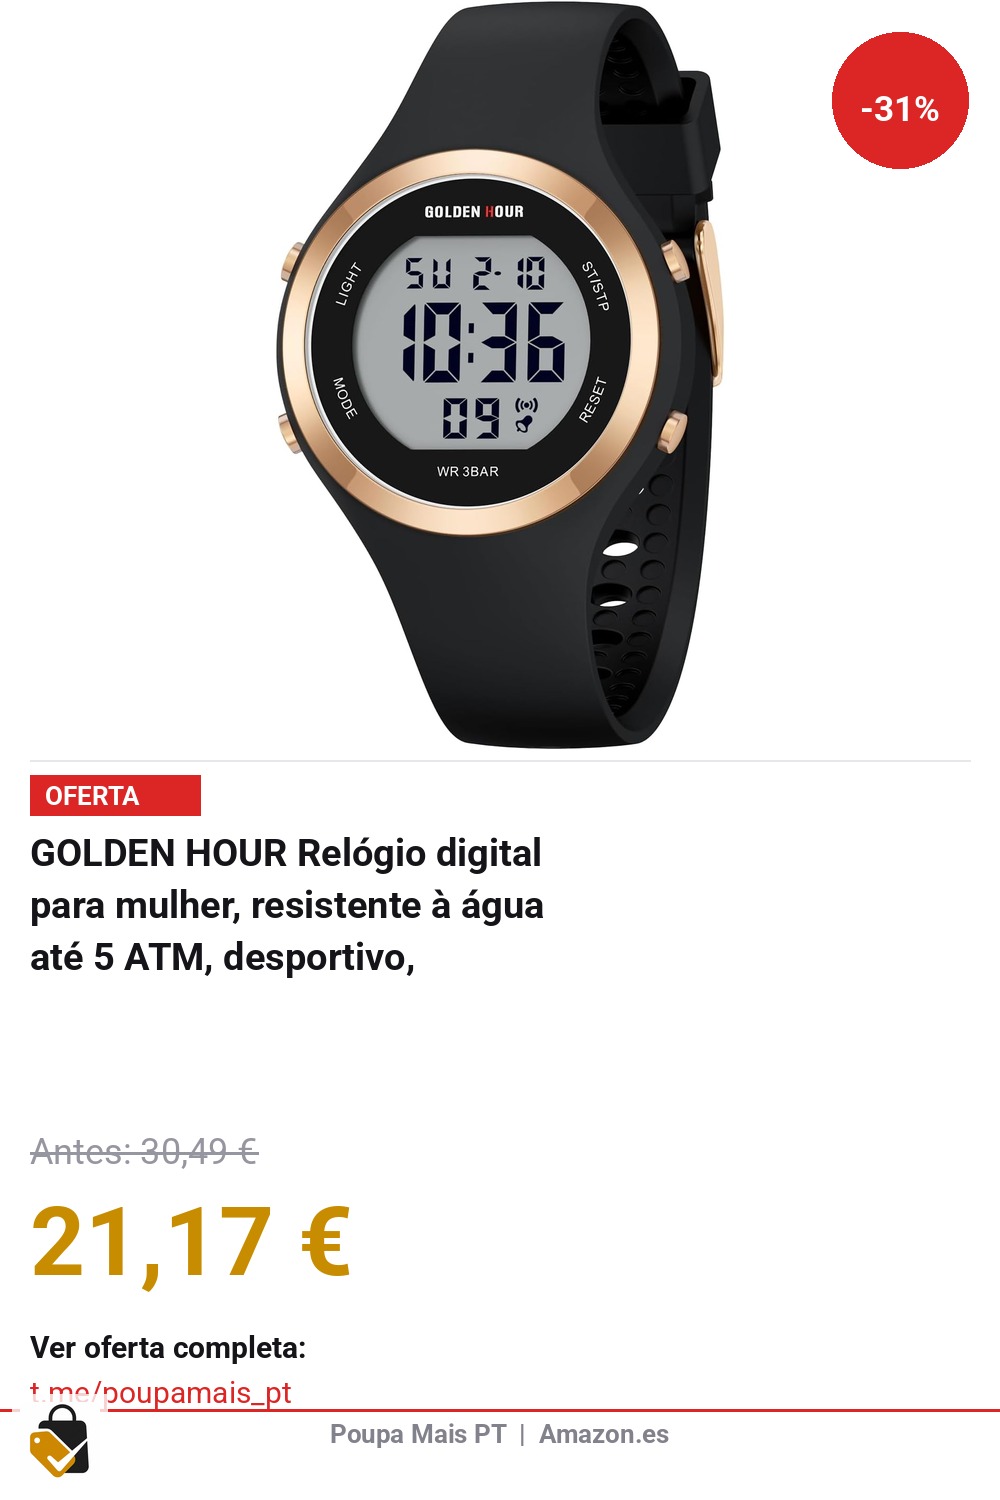 -31%
GOLDEN HOUR
SU 2-10
LIGHT
ST/STP
10:36
MODE
RESET
09
WR 3BAR
OFERTA
GOLDEN HOUR Relógio digital
para mulher, resistente à água
até 5 ATM, desportivo,
Antes: 30,49 €
21,17 €
Ver oferta completa:
t.me/poupamais_pt
Poupa Mais PT | Amazon.es